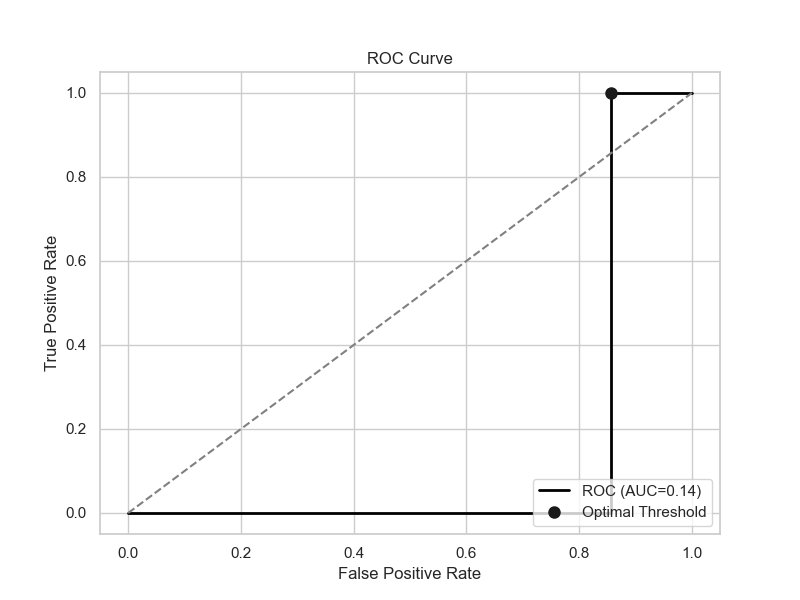 ROC Curve
True Positive Rate
1.0
0.8
0.6
0.4
0.2
0.0
ROC (AUC=0.14)
Optimal Threshold
0.0 0.2 0.4 0.6 0.8 1.0
False Positive Rate